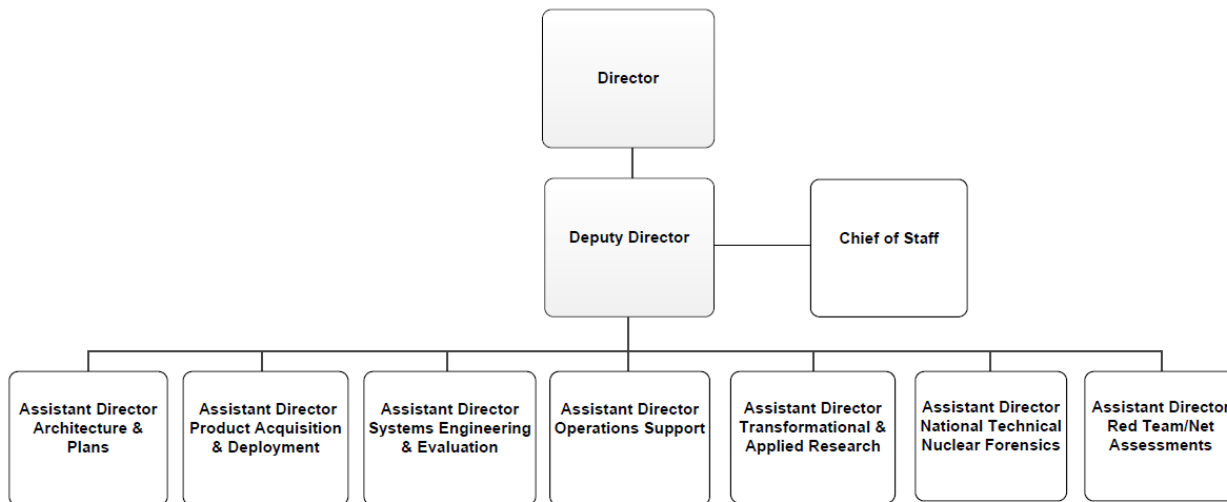 Director
Deputy Director
Chief of Staff
Assistant Director
Architecture &
Plans
Assistant Director
Product Acquisition
& Deployment
Assistant Director
Systems Engineering
& Evaluation
Assistant Director
Operations Support
Assistant Director
Transformational &
Applied Research
Assistant Director
National Technical
Nuclear Forensics
Assistant Director
Red Team/Net
Assessments